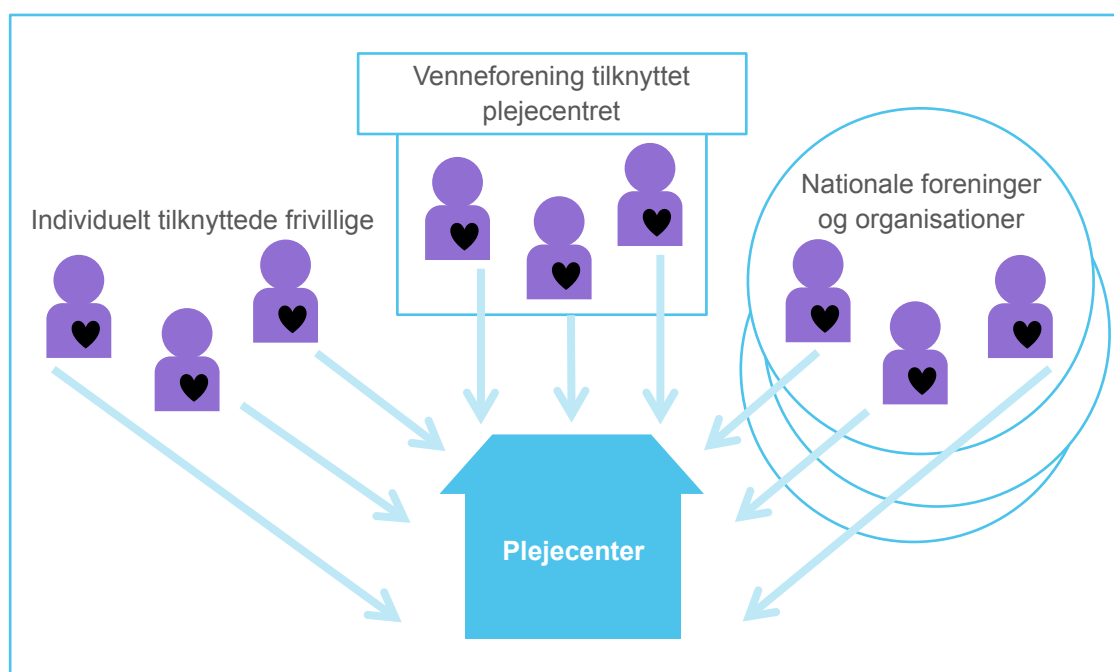 Venneforening tilknyttet
plejecentret
Individuelt tilknyttede frivillige
Nationale foreninger
og organisationer
Plejecenter